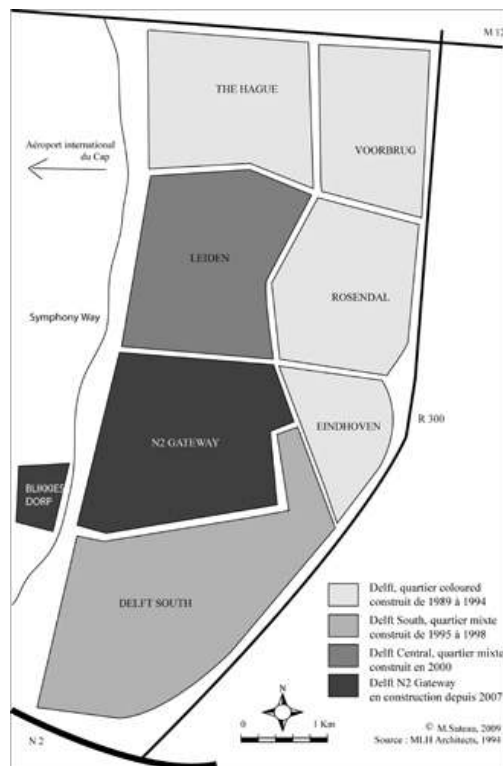 M 12
THE HAGUE
VOORBRUG
Aéroport international
du Cap
LEIDEN
ROSENDAL
Symphony Way
EINDHOVEN
R 300
N2 GATEWAY
BLIKKIES
DORP
DELFT SOUTH
Delft, quartier coloured
construit de 1989 à 1994
Delft South, quartier mixte
construit de 1995 à 1998
Delft Central, quartier mixte
construit en 2000
Delft N2 Gateway
en construction depuis 2007
N
0 1 Km
N 2
© M.Suteau, 2009
Source : MLH Architects, 1994